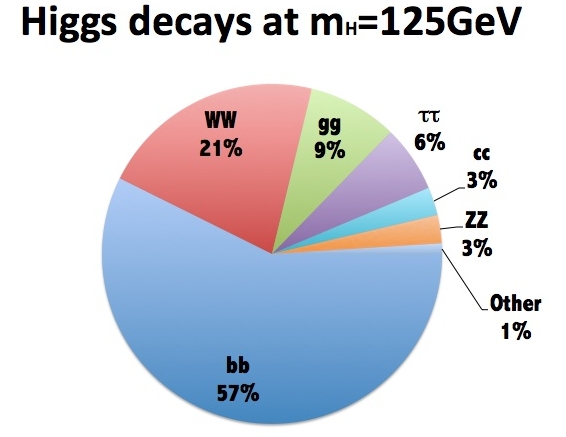 Higgs decays at mH=125GeV
WW
21%
gg
9%
ττ
6%
cc
3%
ZZ
3%
Other
1%
bb
57%